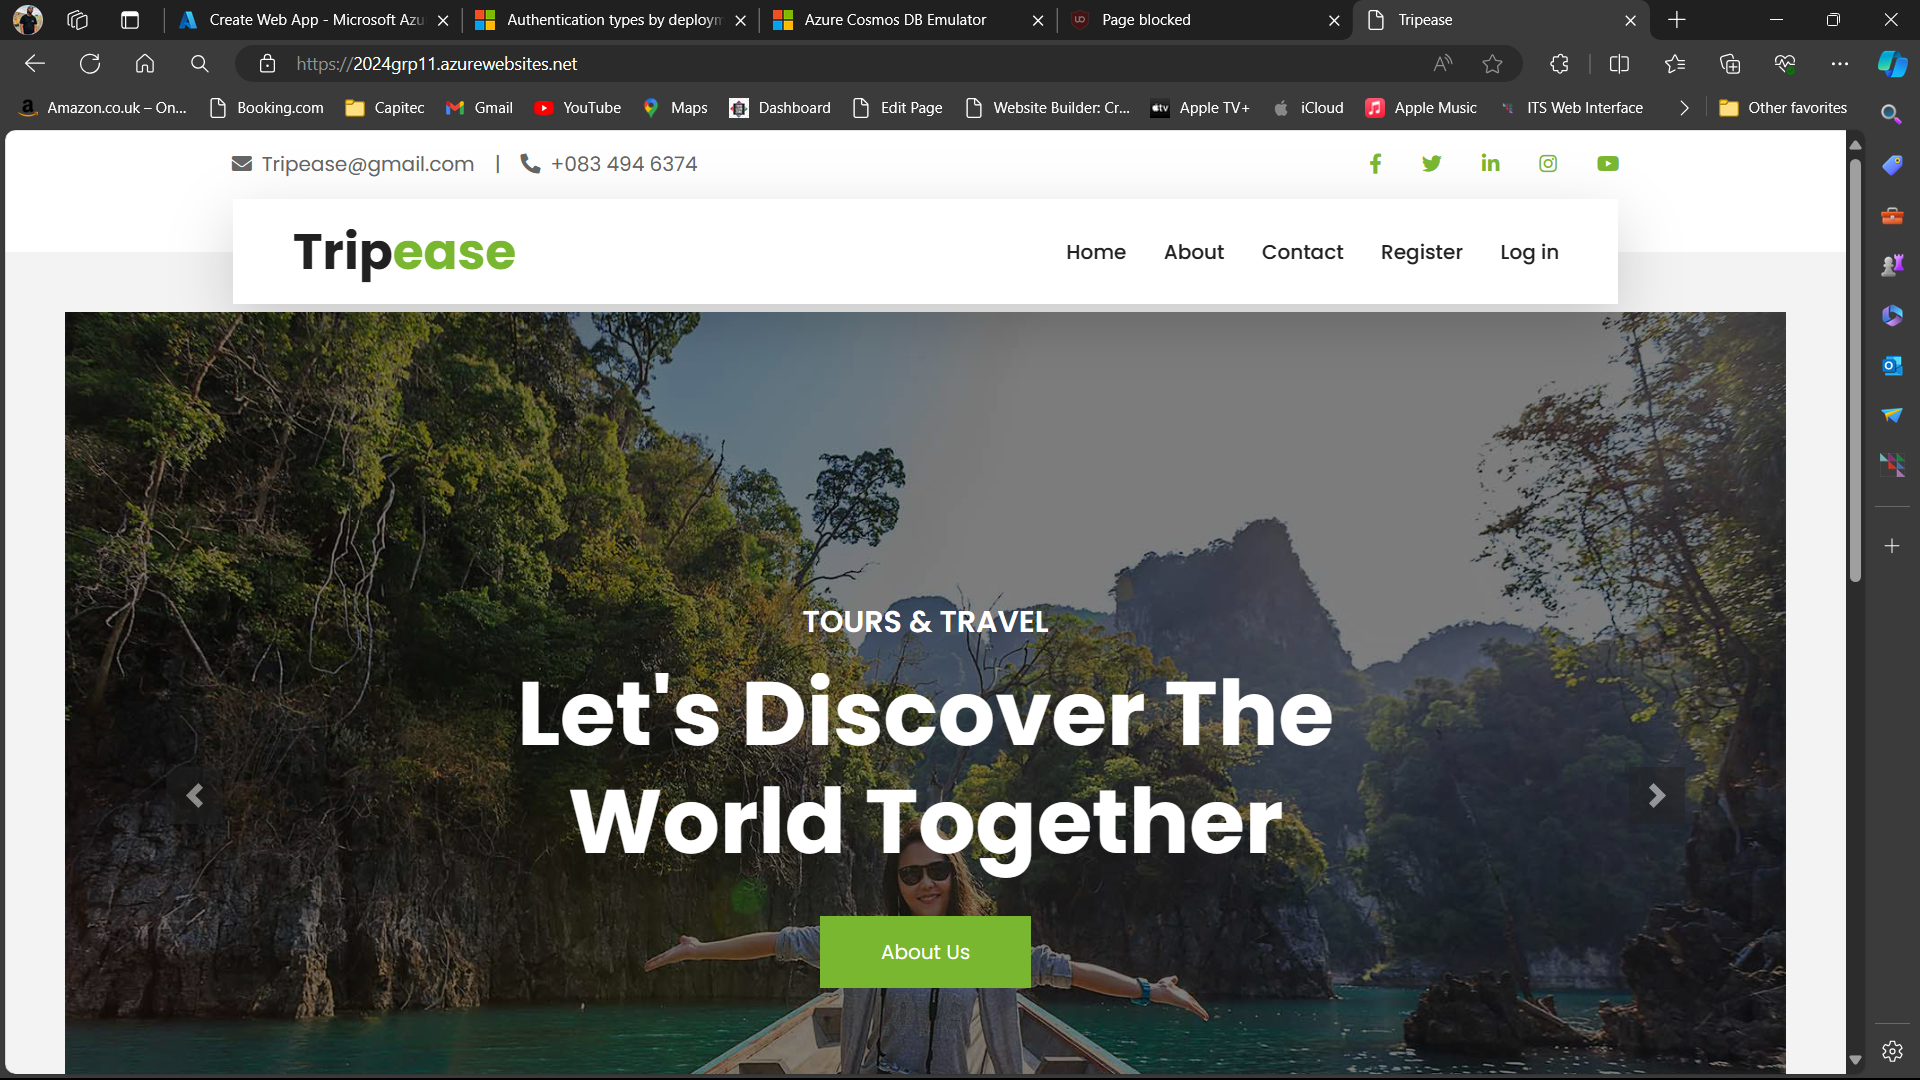 Create Web App - Microsoft Azu
Authentication types by deploym
Azure Cosmos DB Emulator
Page blocked
Tripease
https://2024grp11.azurewebsites.net
Amazon.co.uk – On...
Booking.com
Capitec
Gmail
YouTube
Maps
Dashboard
Edit Page
Website Builder: Cr...
Apple TV+
iCloud
Apple Music
ITS Web Interface
Other favorites
Tripease@gmail.com | +083 494 6374
Tripease
Home
About
Contact
Register
Log in
TOURS & TRAVEL
Let's Discover The
World Together
About Us